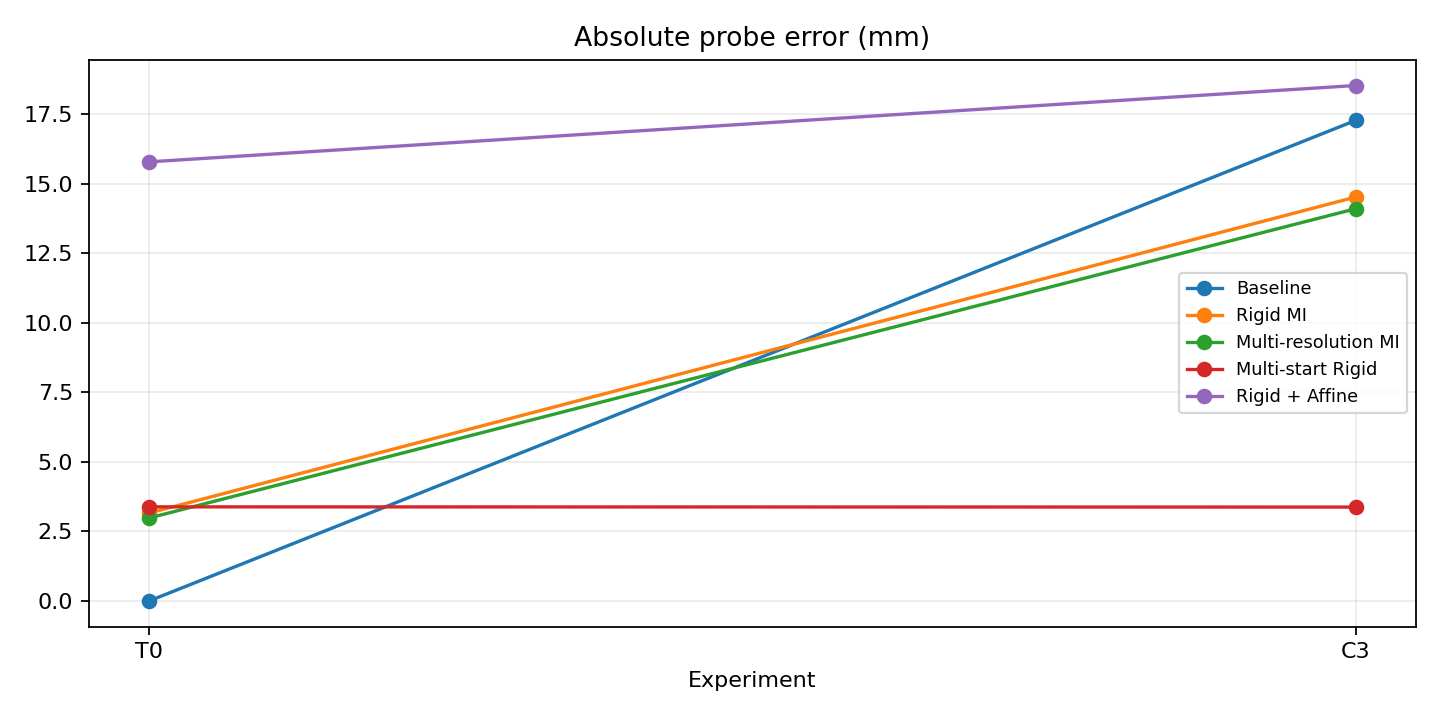 Absolute probe error (mm)
17.5
15.0
12.5
10.0
7.5
5.0
2.5
0.0
Baseline
Rigid MI
Multi-resolution MI
Multi-start Rigid
Rigid + Affine
T0
C3
Experiment